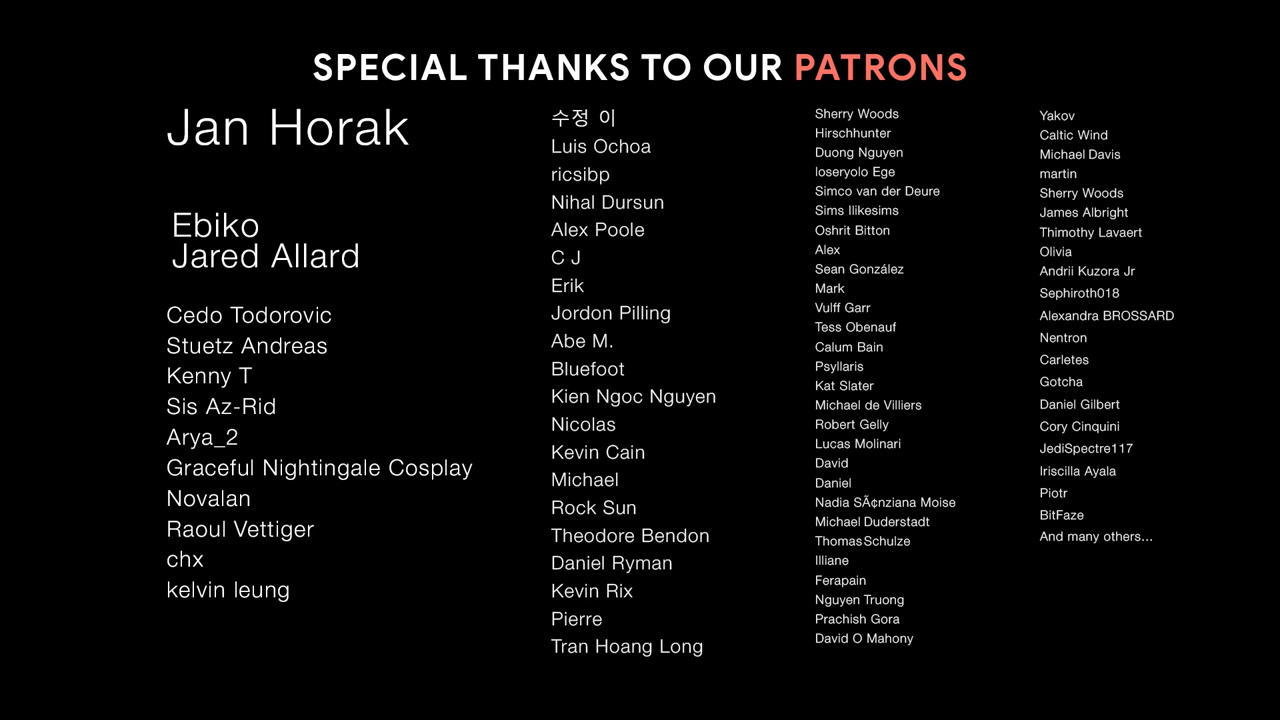 SPECIAL THANKS TO OUR PATRONS
Jan Horak
Ebiko
Jared Allard
Cedo Todorovic
Stuetz Andreas
Kenny T
Sis Az-Rid
Arya_2
Graceful Nightingale Cosplay
Novalan
Raoul Vettiger
chx
kelvin leung
수정 이
Luis Ochoa
ricsibp
Nihal Dursun
Alex Poole
C J
Erik
Jordon Pilling
Abe M.
Bluefoot
Kien Ngoc Nguyen
Nicolas
Kevin Cain
Michael
Rock Sun
Theodore Bendon
Daniel Ryman
Kevin Rix
Pierre
Tran Hoang Long
Sherry Woods
Hirschhunter
Duong Nguyen
loseryolo Ege
Simco van der Deure
Sims Ilikesims
Oshrit Bitton
Alex
Sean González
Mark
Vulff Garr
Tess Obenauf
Calum Bain
Psyllaris
Kat Slater
Michael de Villiers
Robert Gelly
Lucas Molinari
David
Daniel
Nadia SÃ¢nziana Moise
Michael Duderstadt
Thomas Schulze
Illiane
Ferapain
Nguyen Truong
Prachish Gora
David O Mahony
Yakov
Caltic Wind
Michael Davis
martin
Sherry Woods
James Albright
Thimothy Lavaert
Olivia
Andrii Kuzora Jr
Sephiroth018
Alexandra BROSSARD
Nentron
Carletes
Gotcha
Daniel Gilbert
Cory Cinquini
JediSpectre117
Iriscilla Ayala
Piotr
BitFaze
And many others...